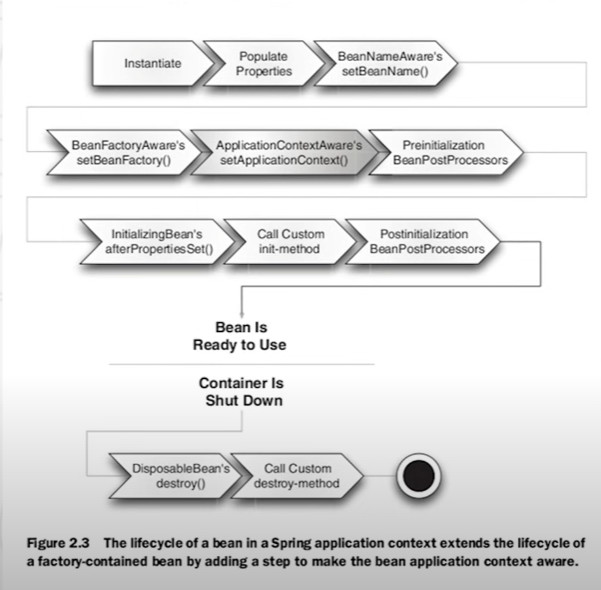 Instantiate
Populate
Properties
BeanNameAware's
setBeanName()
BeanFactoryAware's
setBeanFactory()
ApplicationContextAware's
setApplicationContext()
Preinitialization
BeanPostProcessors
InitializingBean's
afterPropertiesSet()
Call Custom
init-method
Postinitialization
BeanPostProcessors
Bean Is
Ready to Use
Container Is
Shut Down
DisposableBean's
destroy()
Call Custom
destroy-method
Figure 2.3 The lifecycle of a bean in a Spring application context extends the lifecycle of
a factory-contained bean by adding a step to make the bean application context aware.